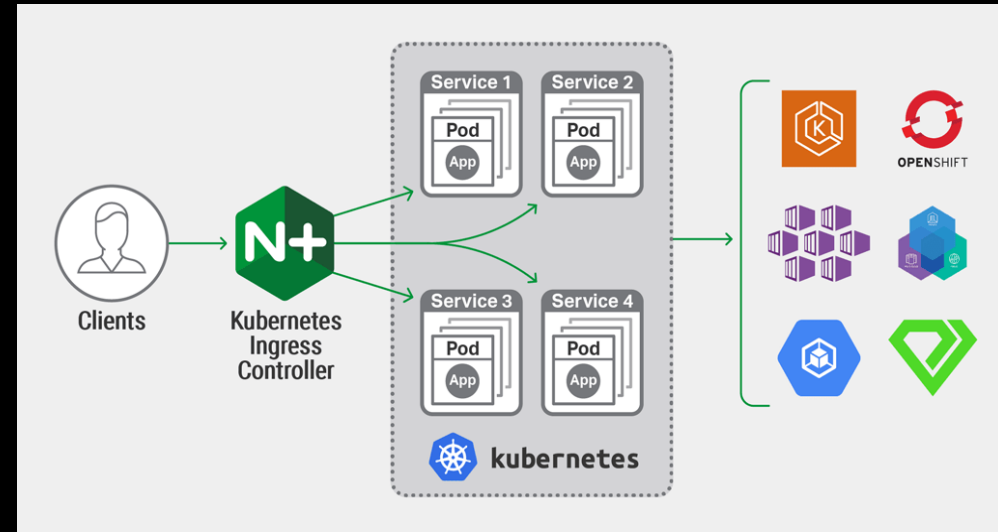 Clients
N+
Kubernetes
Ingress
Controller
Service 1
Pod
App
Service 2
Pod
App
Service 3
Pod
App
Service 4
Pod
App
kubernetes
K
OPENSHIFT